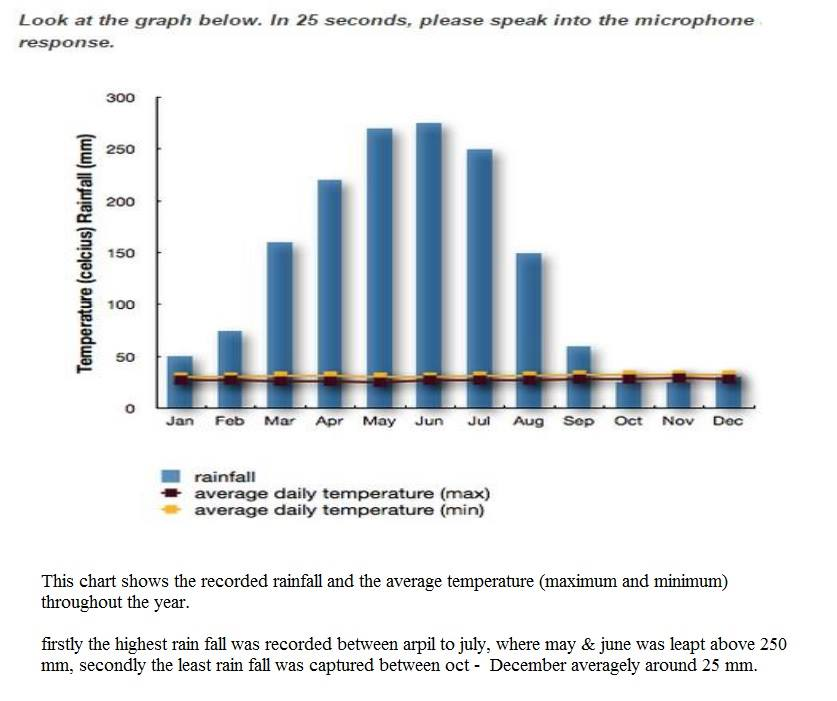 Look at the graph below. In 25 seconds, please speak into the microphone
response.
300
250
200
150
100
50
0
Temperature (celcius) Rainfall (mm)
Jan Feb Mar Apr May Jun Jul Aug Sep Oct Nov Dec
rainfall
average daily temperature (max)
average daily temperature (min)
This chart shows the recorded rainfall and the average temperature (maximum and minimum)
throughout the year.
firstly the highest rain fall was recorded between arpil to july, where may & june was leapt above 250
mm, secondly the least rain fall was captured between oct - December averagely around 25 mm.